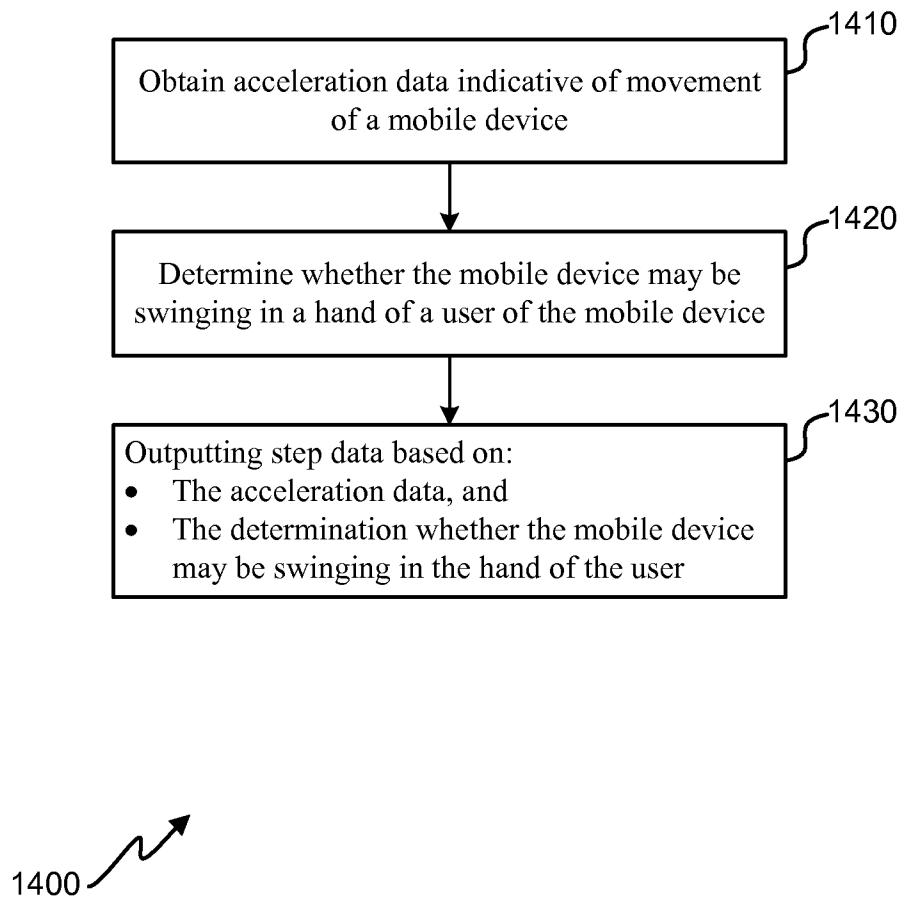 1410
Obtain acceleration data indicative of movement
of a mobile device
1420
Determine whether the mobile device may be
swinging in a hand of a user of the mobile device
1430
Outputting step data based on:
• The acceleration data, and
• The determination whether the mobile device
may be swinging in the hand of the user
1400